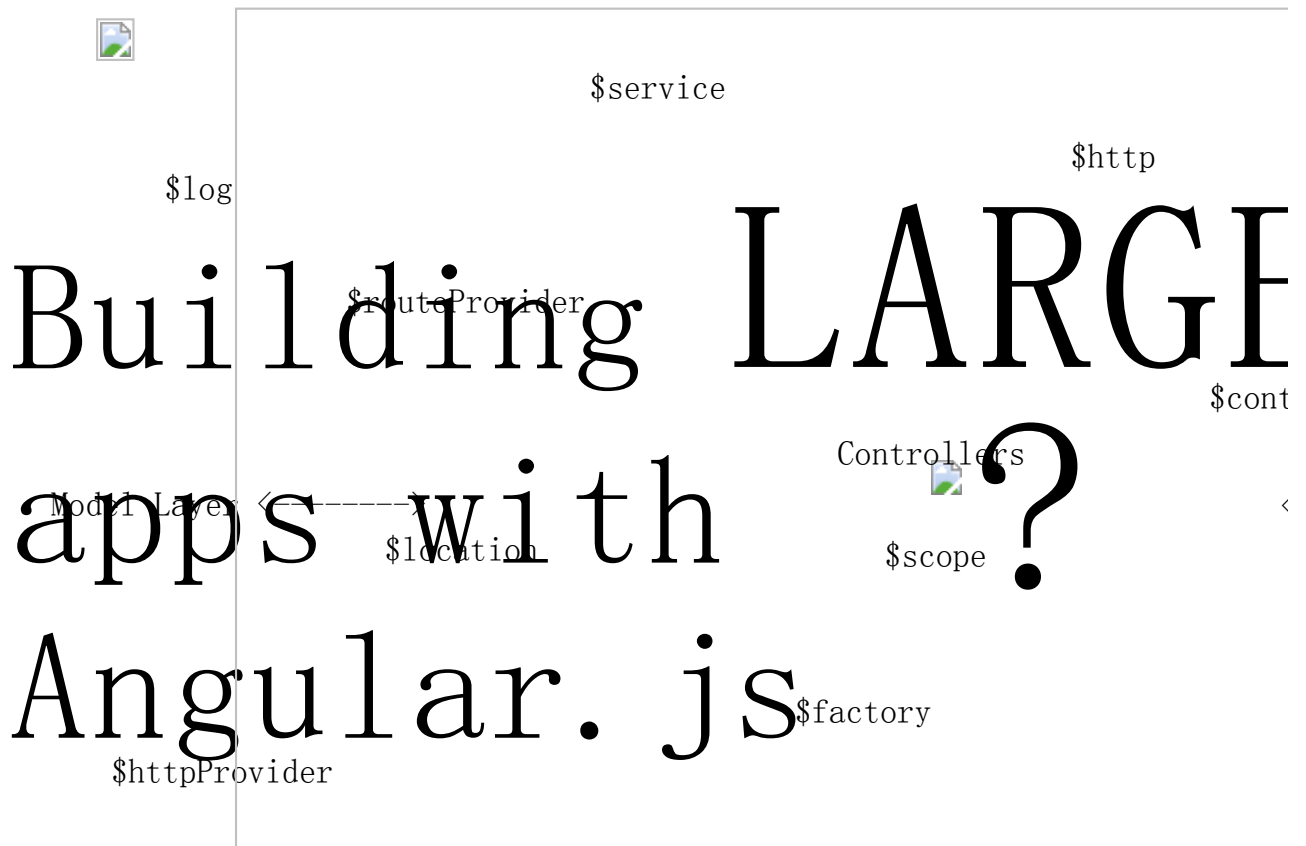 $service
$http
$log
Building LARGE
$routeProvider
$cont
Controllers
apps with ?
Model Layer <-------->
$location
$scope
Angular.js
$factory
$httpProvider